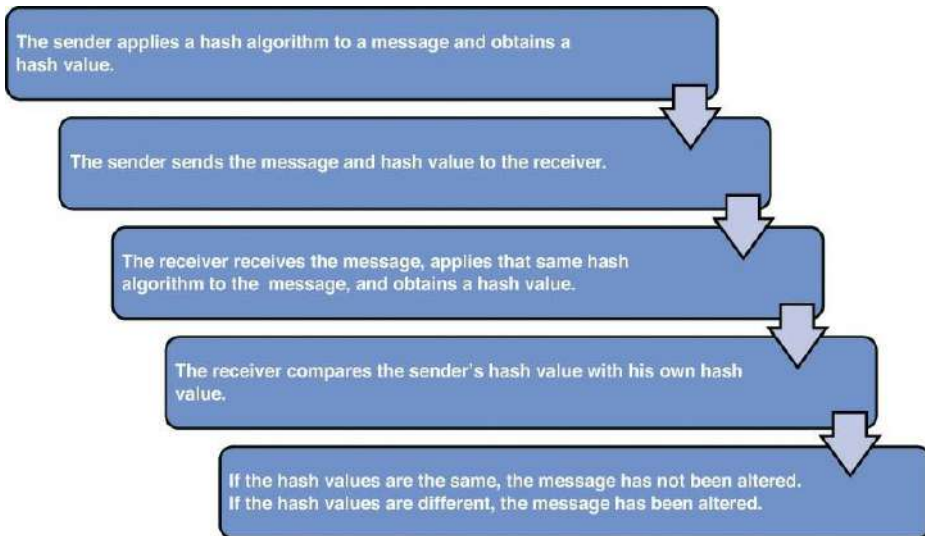 The sender applies a hash algorithm to a message and obtains a
hash value.
The sender sends the message and hash value to the receiver.
The receiver receives the message, applies that same hash
algorithm to the message, and obtains a hash value.
The receiver compares the sender's hash value with his own hash
value.
If the hash values are the same, the message has not been altered.
If the hash values are different, the message has been altered.